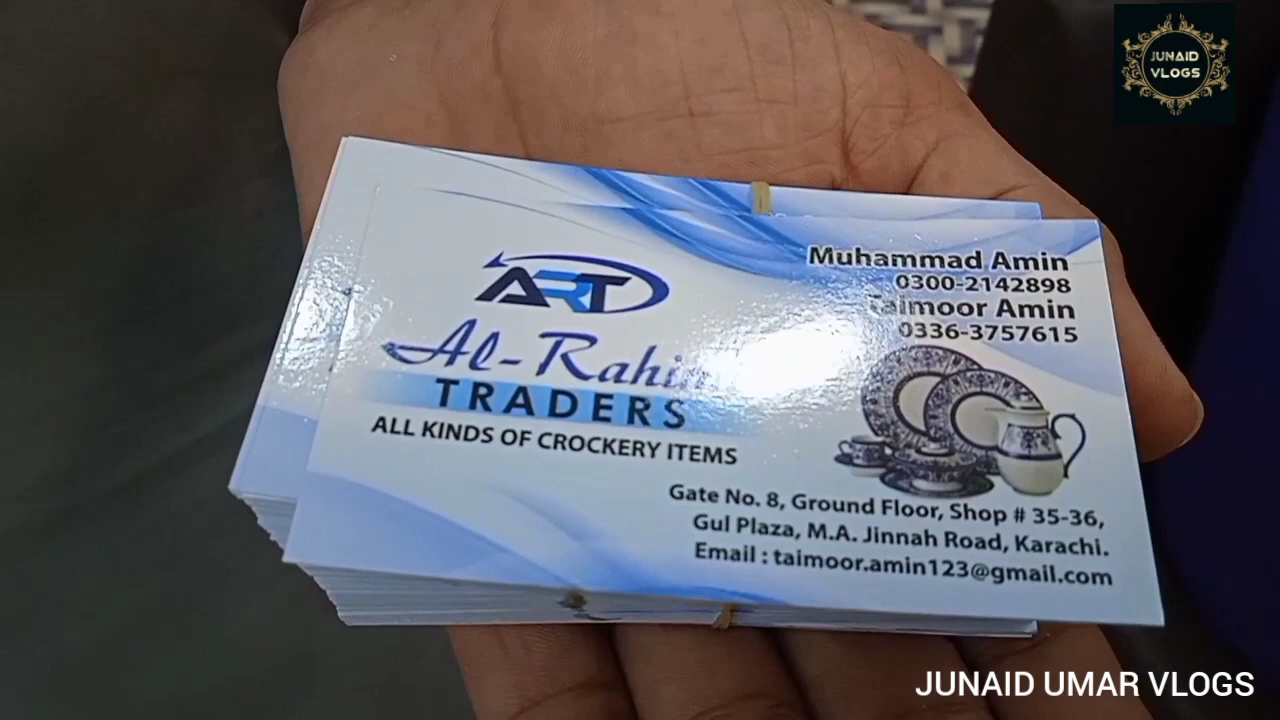 JUNAID
VLOGS
Muhammad Amin
0300-2142898
Taimoor Amin
0336-3757615
ART
Al-Rahim
TRADERS
ALL KINDS OF CROCKERY ITEMS
Gate No. 8, Ground Floor, Shop # 35-36,
Gul Plaza, M.A. Jinnah Road, Karachi.
Email : taimoor.amin123@gmail.com
JUNAID UMAR VLOGS